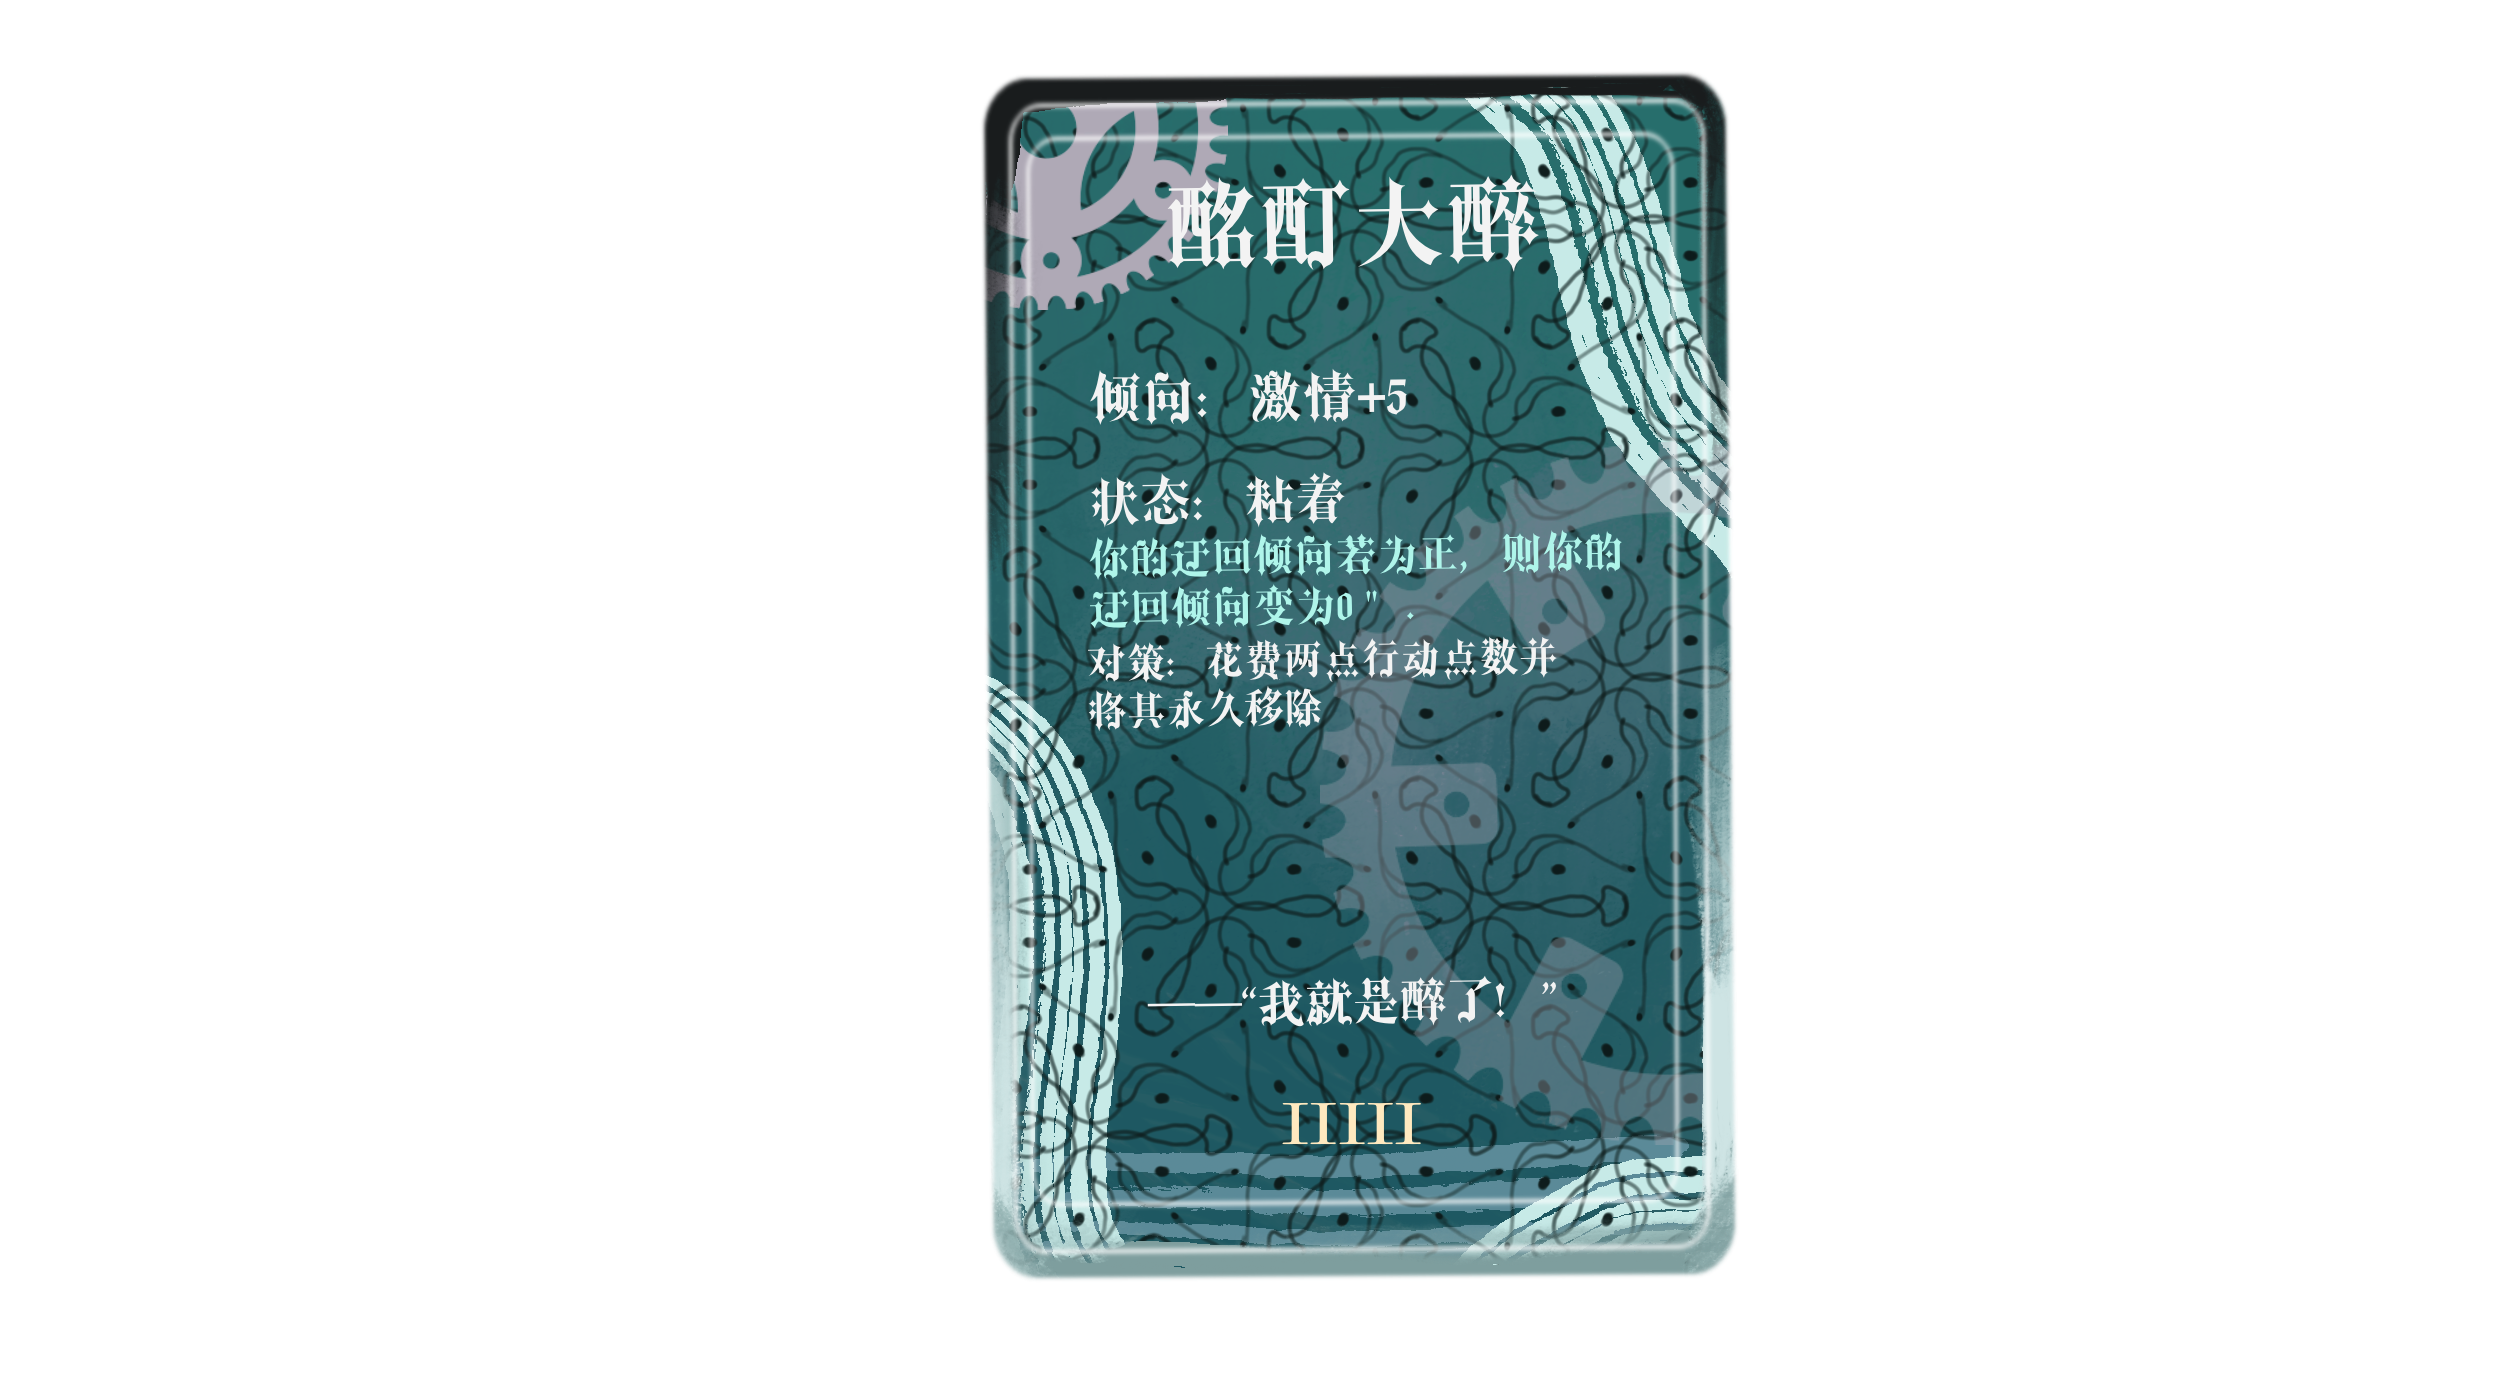 酩酊大醉
倾向： 激情+5
状态： 粘着
你的迂回倾向若为正， 则你的
迂回倾向变为0＂.
对策： 花费两点行动点数并
将其永久移除
——“我就是醉了！ ”
IIIII